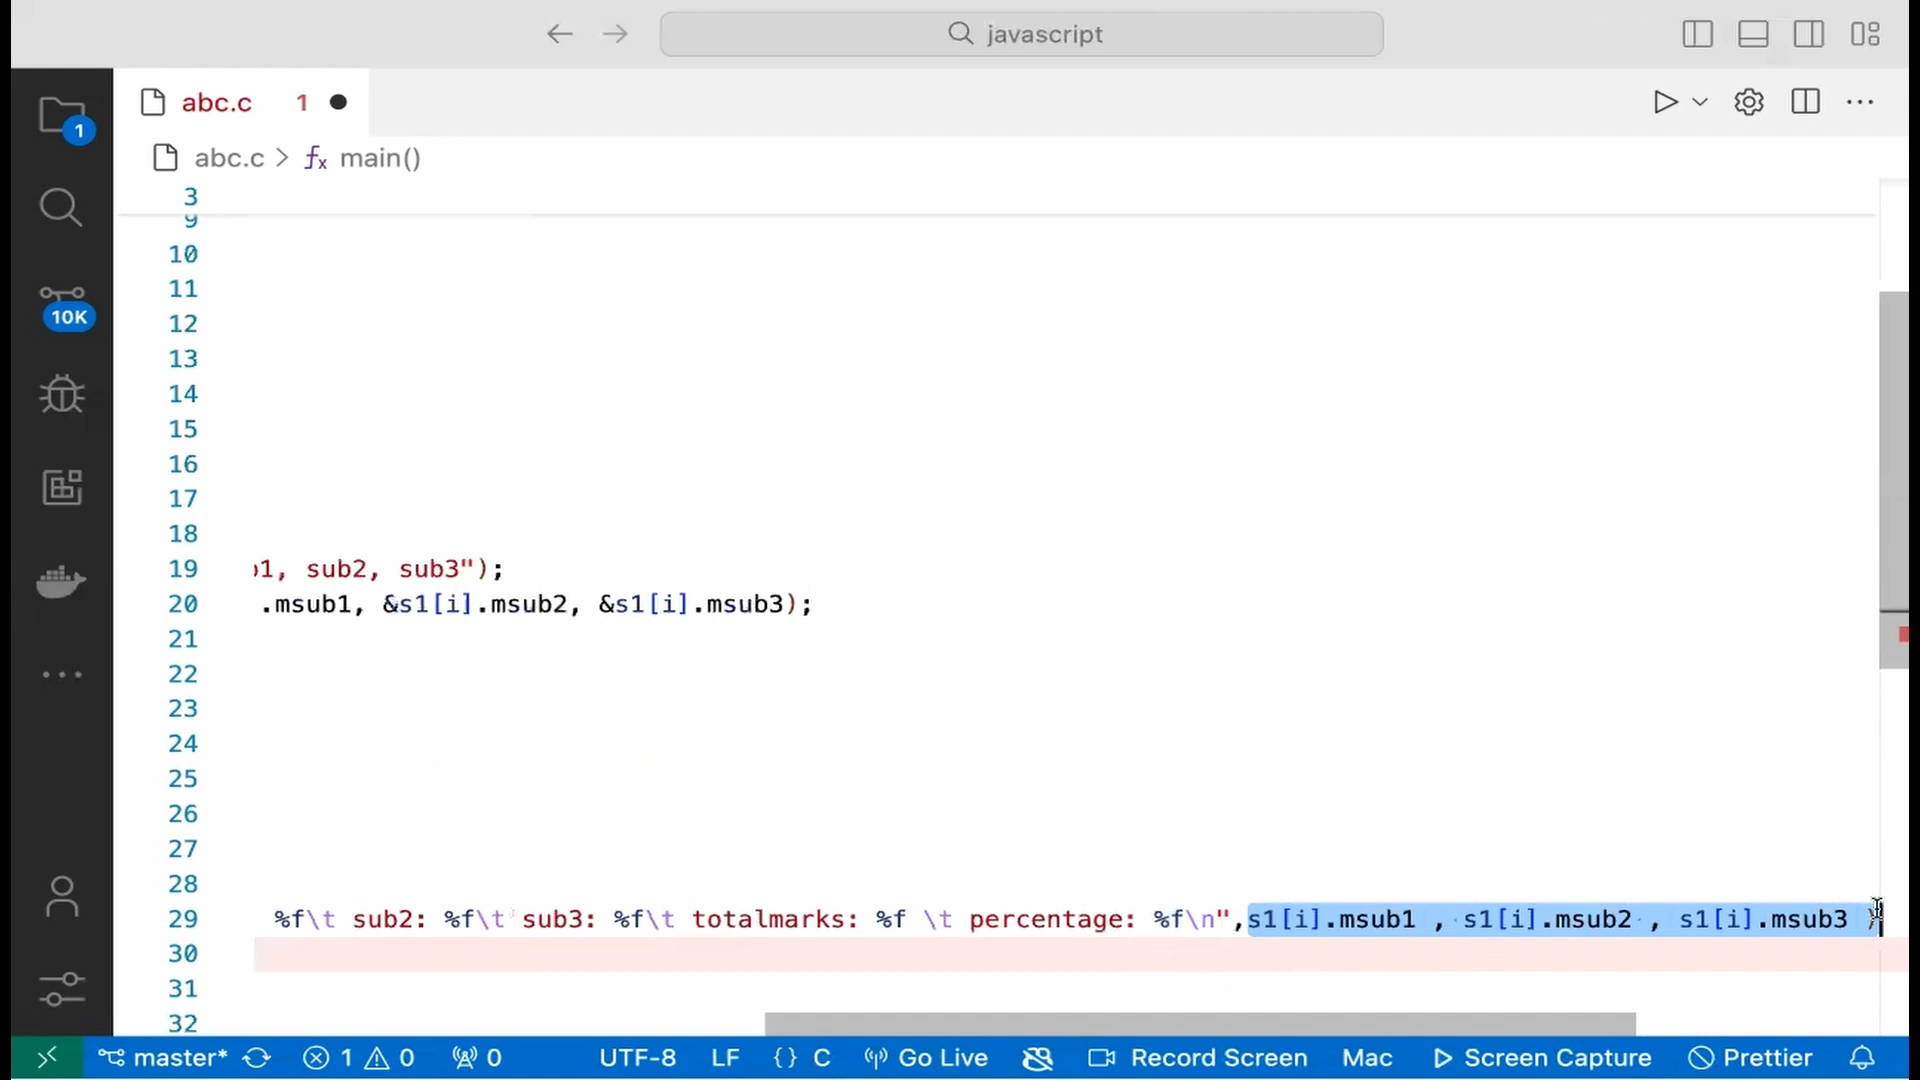 javascript
abc.c 1
abc.c > main()
3
9
10
11
12
13
14
15
16
17
18
19 1, sub2, sub3");
20 .msub1, &s1[i].msub2, &s1[i].msub3);
21
22
23
24
25
26
27
28
29 %f\t sub2: %f\t sub3: %f\t totalmarks: %f \t percentage: %f\n",s1[i].msub1 , s1[i].msub2 , s1[i].msub3 )
30
31
32
1
10K
master* 1 0 0 UTF-8 LF {} C Go Live Record Screen Mac Screen Capture Prettier